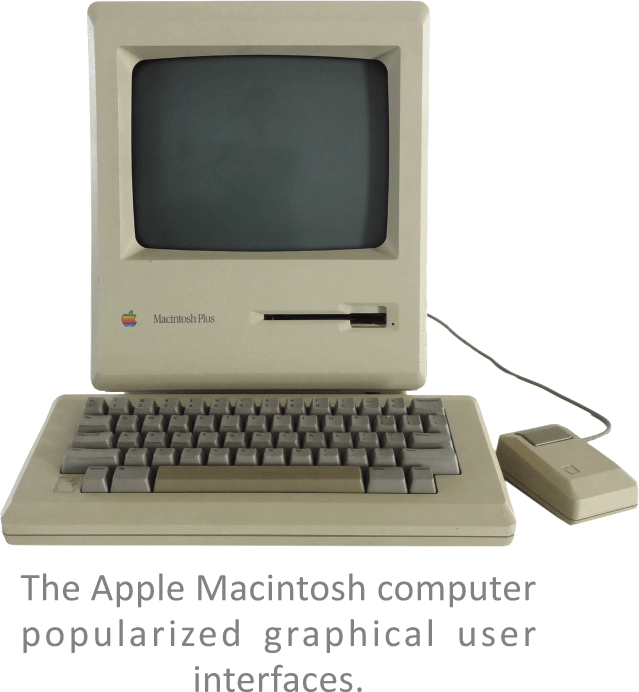 Macintosh Plus
The Apple Macintosh computer
popularized graphical user
interfaces.